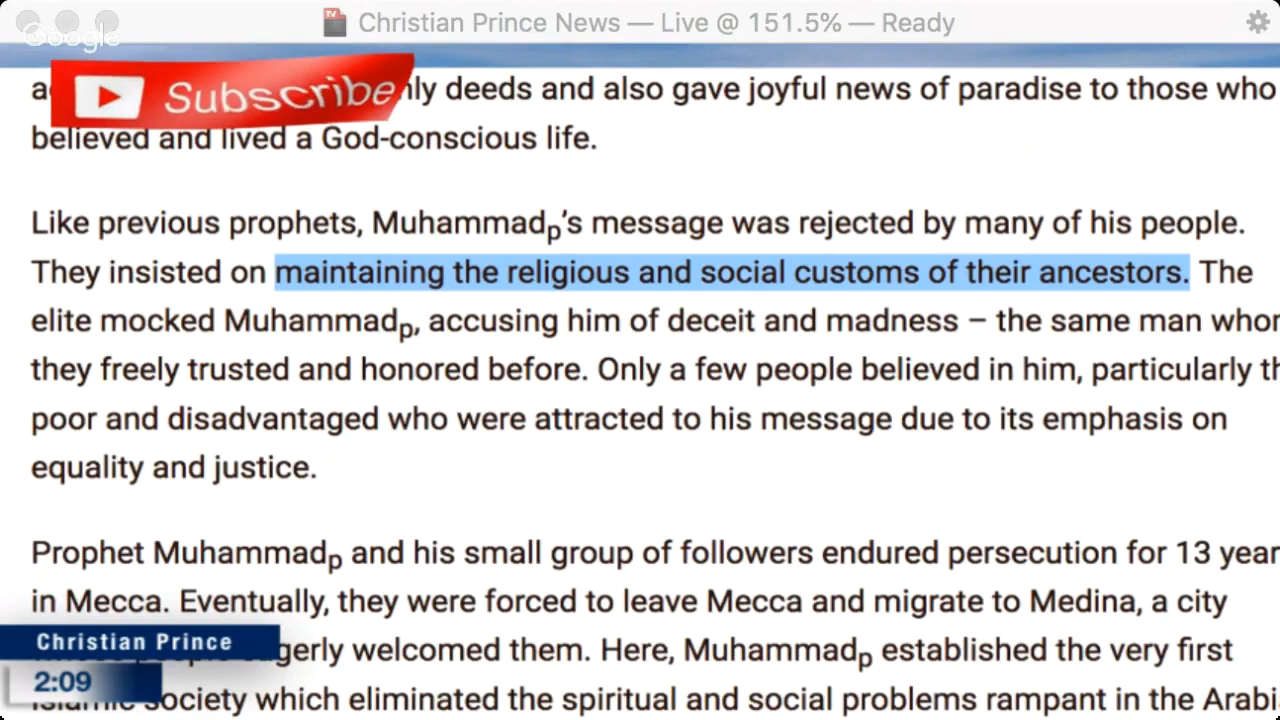 Christian Prince News — Live @ 151.5% — Ready
Google
Subscribe
deeds and also gave joyful news of paradise to those who
believed and lived a God-conscious life.
Like previous prophets, Muhammadp's message was rejected by many of his people.
They insisted on maintaining the religious and social customs of their ancestors. The
elite mocked Muhammadp, accusing him of deceit and madness – the same man
they freely trusted and honored before. Only a few people believed in him, particularly
poor and disadvantaged who were attracted to his message due to its emphasis on
equality and justice.
Prophet Muhammadp and his small group of followers endured persecution for 13
in Mecca. Eventually, they were forced to leave Mecca and migrate to Medina, a city
welcomed them. Here, Muhammadp established the very first
society which eliminated the spiritual and social problems rampant in the
Christian Prince
2:09